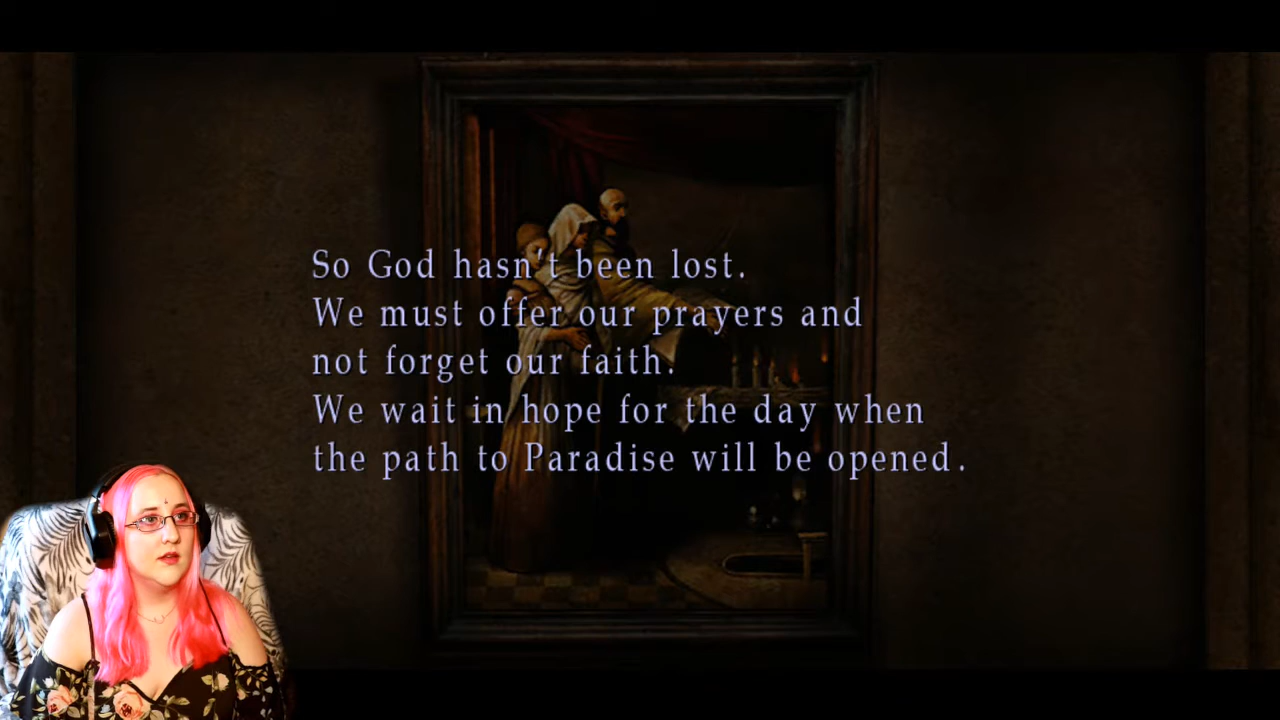 So God hasn't been lost.
We must offer our prayers and
not forget our faith.
We wait in hope for the day when
the path to Paradise will be opened.